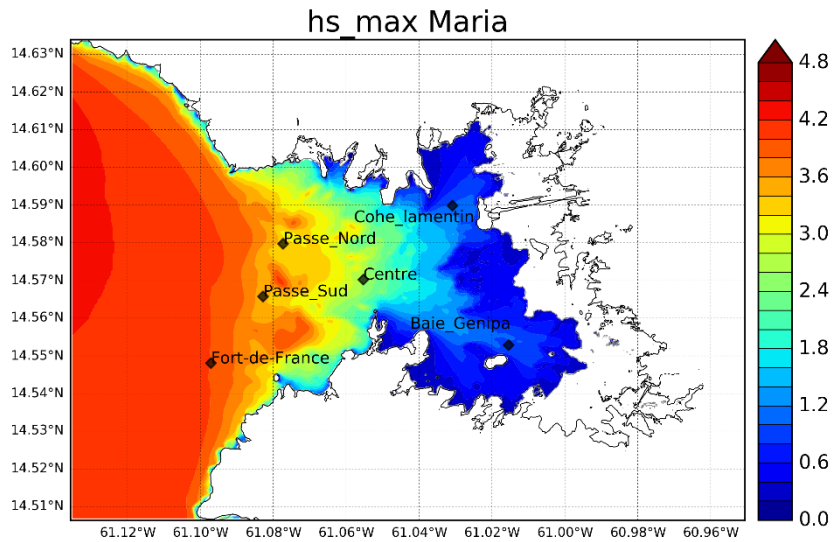 hs_max Maria
14.63°N
14.62°N
14.61°N
14.60°N
14.59°N
14.58°N
14.57°N
14.56°N
14.55°N
14.54°N
14.53°N
14.52°N
14.51°N
Cohe_lamentin
Passe_Nord
Centre
Passe_Sud
Baie_Genipa
Fort-de-France
61.12°W 61.10°W 61.08°W 61.06°W 61.04°W 61.02°W 61.00°W 60.98°W 60.96°W
4.8
4.2
3.6
3.0
2.4
1.8
1.2
0.6
0.0